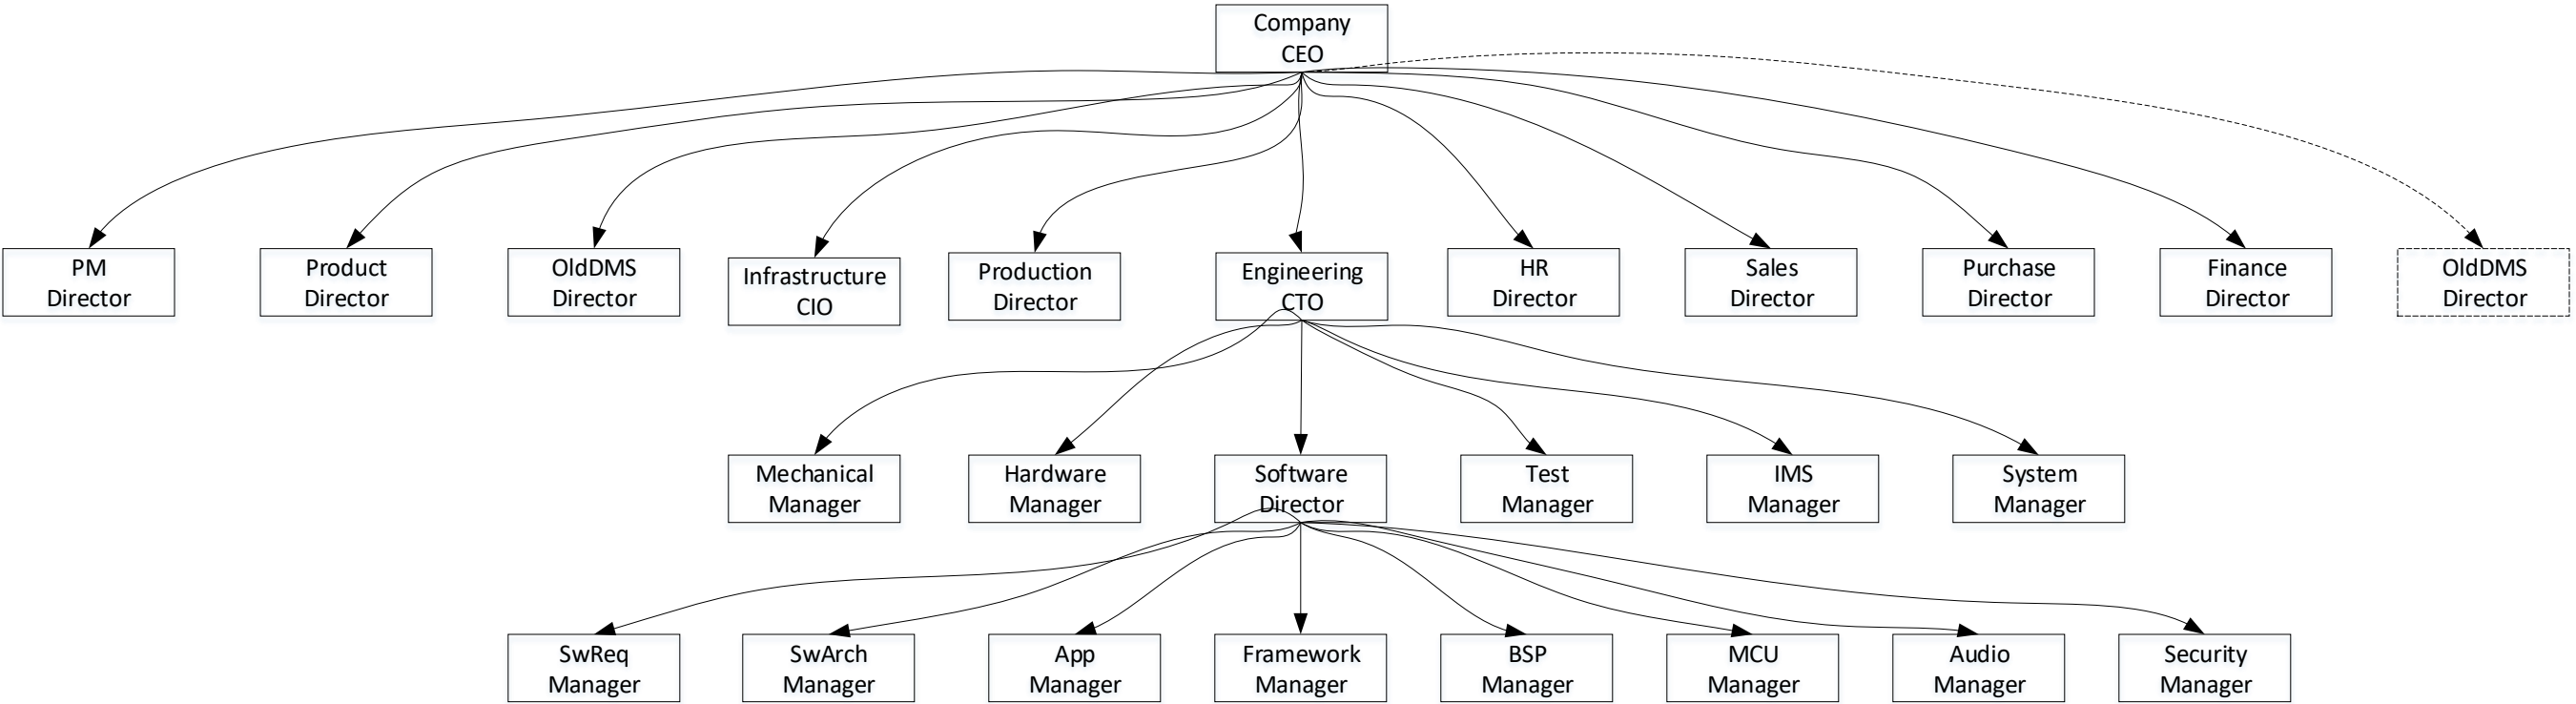 Company
CEO
PM
Director
Product
Director
OldDMS
Director
Infrastructure
CIO
Production
Director
Engineering
CTO
HR
Director
Sales
Director
Purchase
Director
Finance
Director
OldDMS
Director
Mechanical
Manager
Hardware
Manager
Software
Director
Test
Manager
IMS
Manager
System
Manager
SwReq
Manager
SwArch
Manager
App
Manager
Framework
Manager
BSP
Manager
MCU
Manager
Audio
Manager
Security
Manager